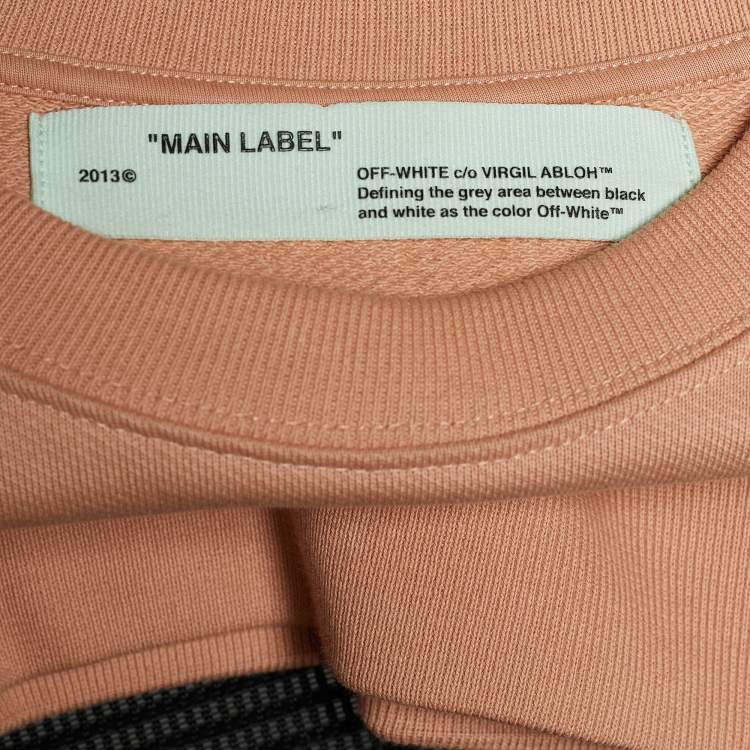 "MAIN LABEL"
2013©
OFF-WHITE c/o VIRGIL ABLOH™
Defining the grey area between black
and white as the color Off-White™